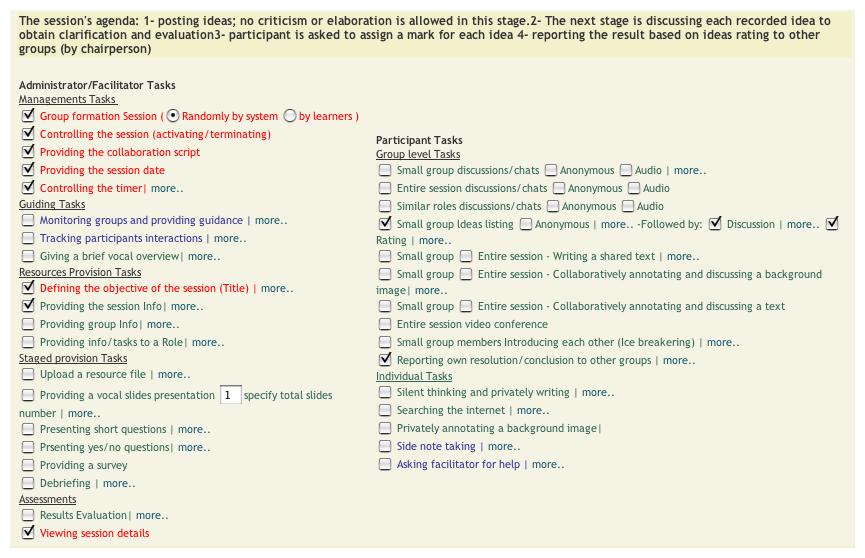 The session's agenda: 1- posting ideas; no criticism or elaboration is allowed in this stage.2- The next stage is discussing each recorded idea to
obtain clarification and evaluation3- participant is asked to assign a mark for each idea 4- reporting the result based on ideas rating to other
groups (by chairperson)
Administrator/Facilitator Tasks
Managements Tasks
Group formation Session ( Randomly by system by learners )
Controlling the session (activating/terminating)
Providing the collaboration script
Providing the session date
Controlling the timer| more..
Guiding Tasks
Monitoring groups and providing guidance | more..
Tracking participants interactions | more..
Giving a brief vocal overview| more..
Resources Provision Tasks
Defining the objective of the session (Title) | more..
Providing the session Info| more..
Providing group Info| more..
Providing info/tasks to a Role| more..
Staged provision Tasks
Upload a resource file | more..
Providing a vocal slides presentation 1 specify total slides
number | more..
Presenting short questions | more..
Prsenting yes/no questions| more..
Providing a survey
Debriefing | more..
Assessments
Results Evaluation| more..
Viewing session details
Participant Tasks
Group level Tasks
Small group discussions/chats Anonymous Audio | more..
Entire session discussions/chats Anonymous Audio
Similar roles discussions/chats Anonymous Audio
Small group Ideas listing Anonymous | more.. -Followed by: Discussion | more..
Rating | more..
Small group Entire session - Writing a shared text | more..
Small group Entire session - Collaboratively annotating and discussing a background
image| more..
Small group Entire session - Collaboratively annotating and discussing a text
Entire session video conference
Small group members Introducing each other (Ice breakering) | more..
Reporting own resolution/conclusion to other groups | more..
Individual Tasks
Silent thinking and privately writing | more..
Searching the internet | more..
Privately annotating a background image|
Side note taking | more..
Asking facilitator for help | more..